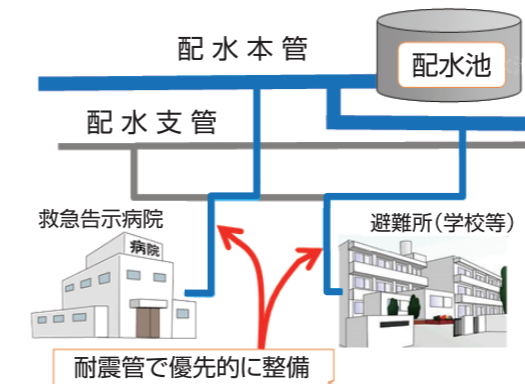 配水本管
配水池
配水支管
救急告示病院
避難所(学校等)
病院
耐震管で優先的に整備